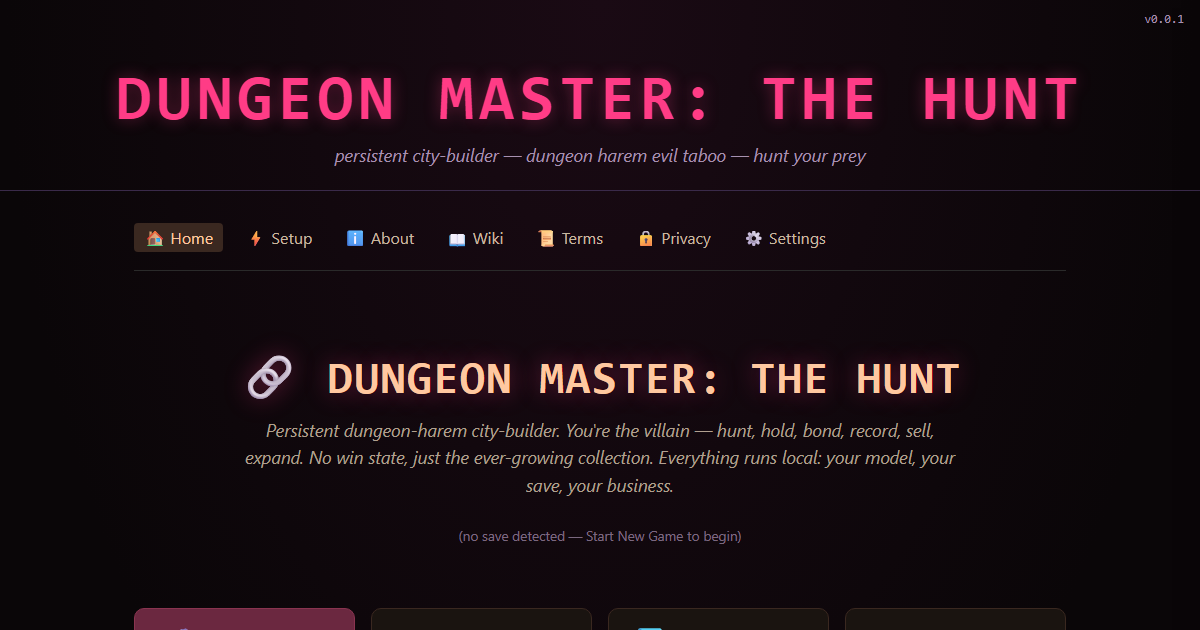 v0.0.1
DUNGEON MASTER: THE HUNT
persistent city-builder — dungeon harem evil taboo — hunt your prey
Home
Setup
About
Wiki
Terms
Privacy
Settings
DUNGEON MASTER: THE HUNT
Persistent dungeon-harem city-builder. You're the villain — hunt, hold, bond, record, sell,
expand. No win state, just the ever-growing collection. Everything runs local: your model, your
save, your business.
(no save detected — Start New Game to begin)